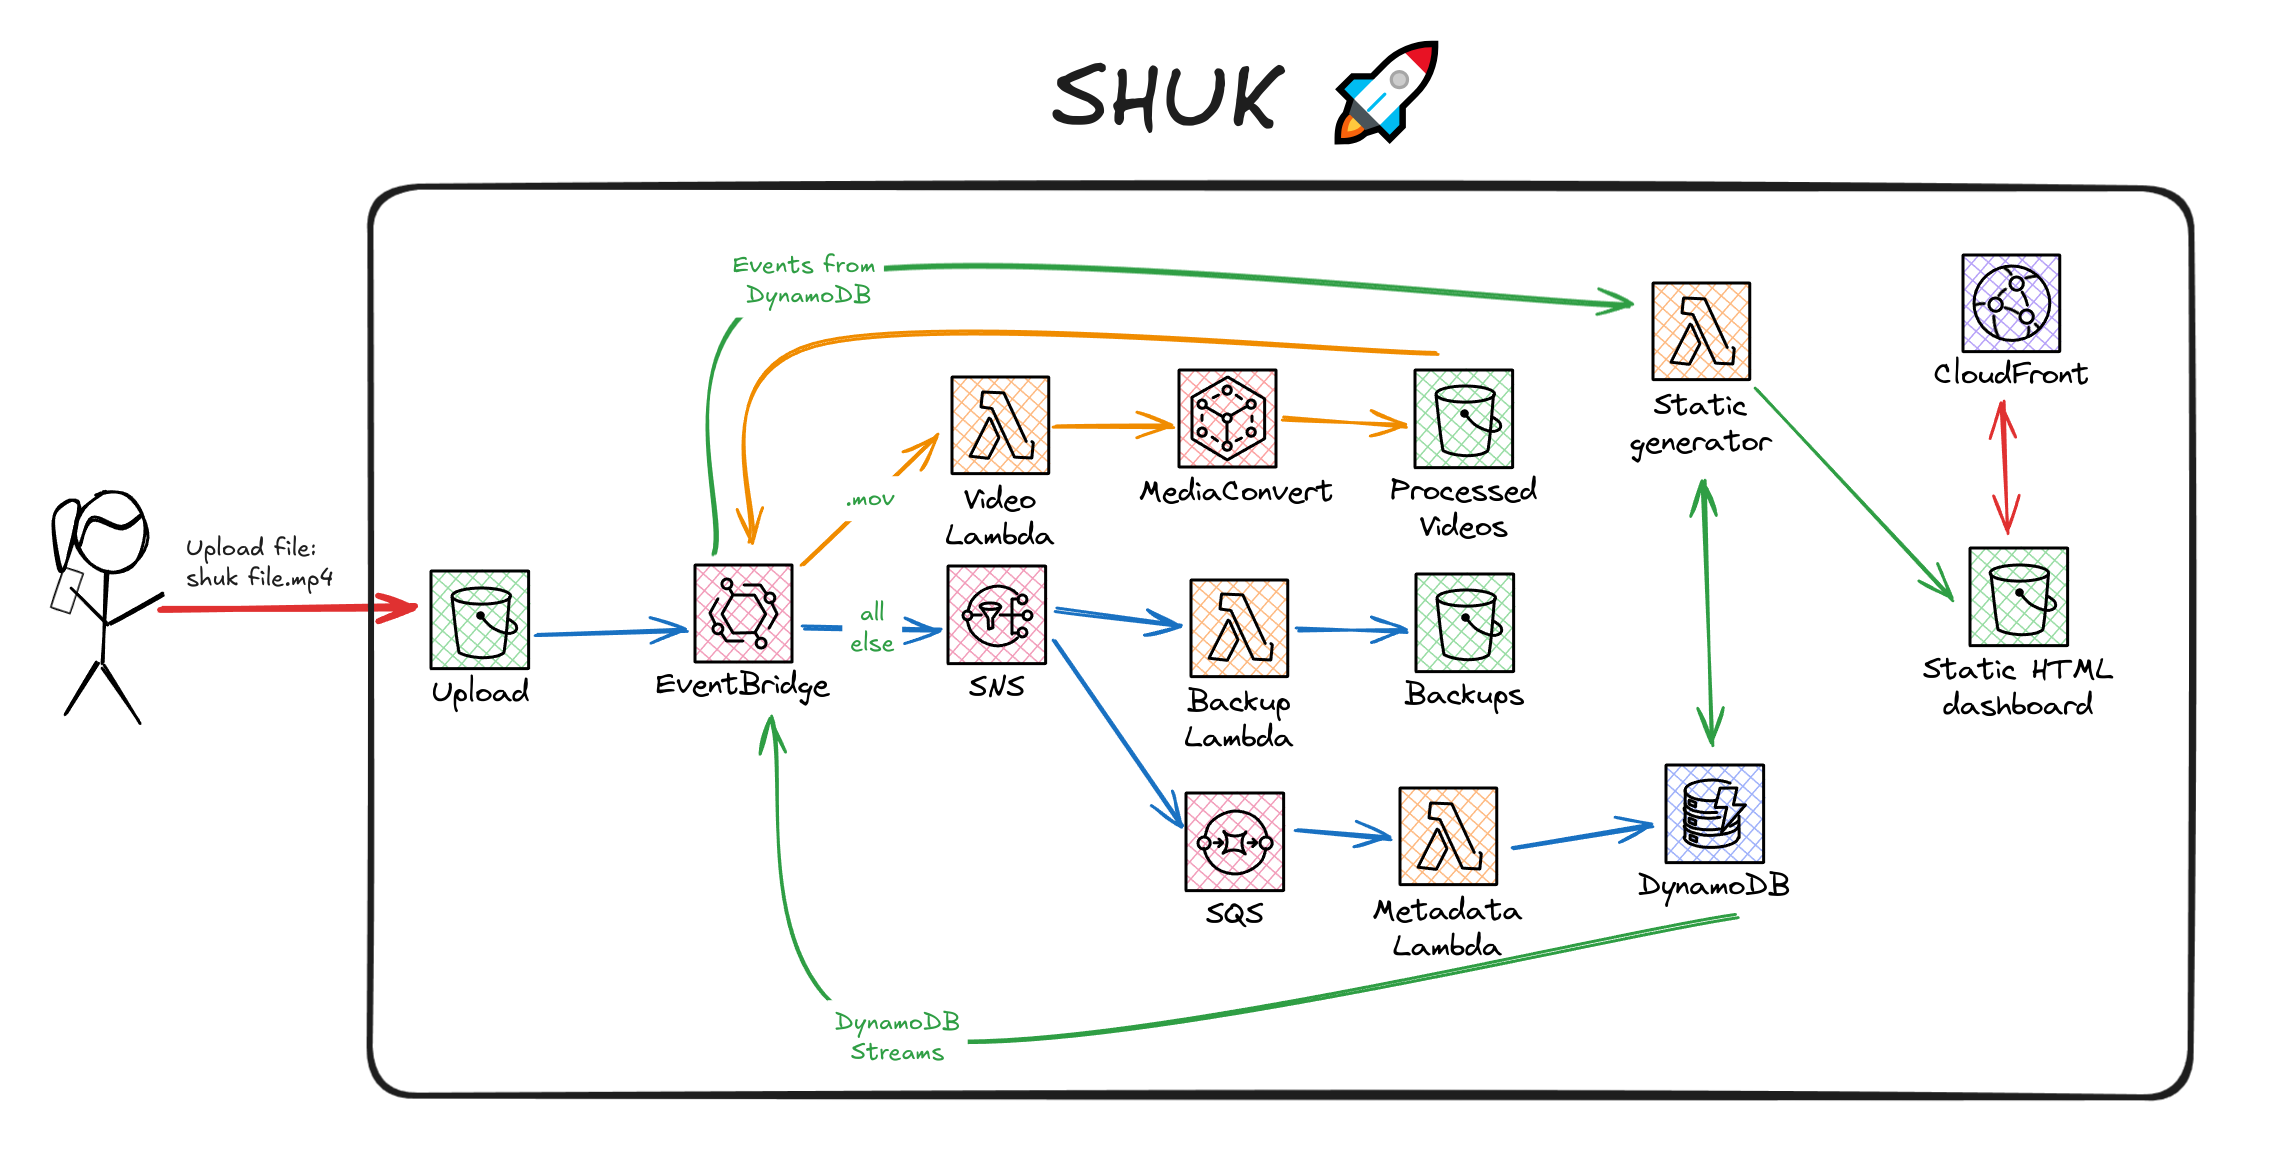 SHUK
Events from
DynamoDB
CloudFront
Static
generator
.mov
Video
Lambda
MediaConvert
Processed
Videos
Upload file:
shuk file.mp4
all
else
Upload
EventBridge
SNS
Backup
Lambda
Backups
Static HTML
dashboard
SQS
Metadata
Lambda
DynamoDB
DynamoDB
Streams